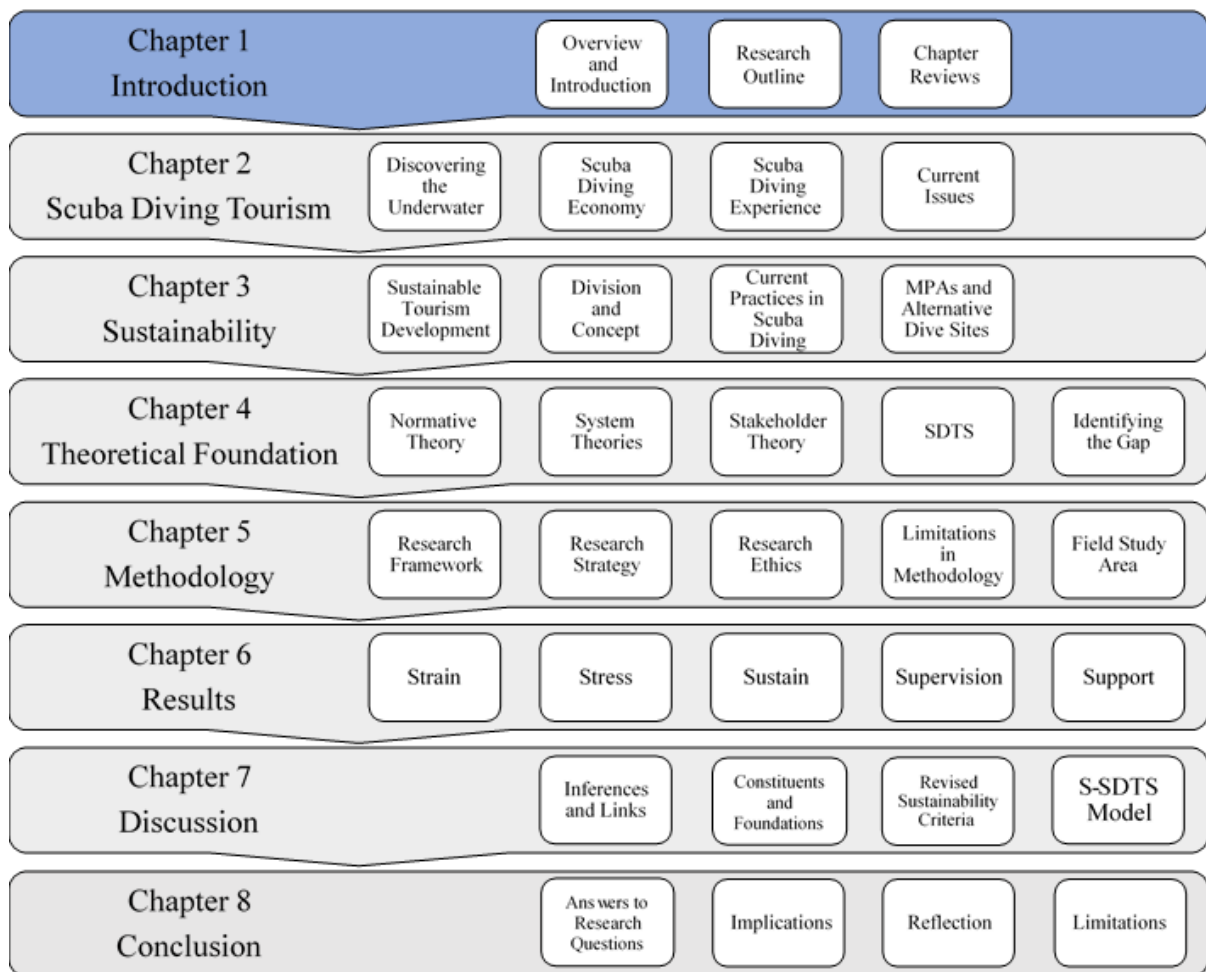 Chapter 1
Introduction
Overview
and
Introduction
Research
Outline
Chapter
Reviews
Chapter 2
Scuba Diving Tourism
Discovering
the
Underwater
Scuba
Diving
Economy
Scuba
Diving
Experience
Current
Issues
Chapter 3
Sustainability
Sustainable
Tourism
Development
Division
and
Concept
Current
Practices in
Scuba
Diving
MPAs and
Alternative
Dive Sites
Chapter 4
Theoretical Foundation
Normative
Theory
System
Theories
Stakeholder
Theory
SDTS
Identifying
the Gap
Chapter 5
Methodology
Research
Framework
Research
Strategy
Research
Ethics
Limitations
in
Methodology
Field Study
Area
Chapter 6
Results
Strain
Stress
Sustain
Supervision
Support
Chapter 7
Discussion
Inferences
and Links
Constituents
and
Foundations
Revised
Sustainability
Criteria
S-SDTS
Model
Chapter 8
Conclusion
Answers to
Research
Questions
Implications
Reflection
Limitations